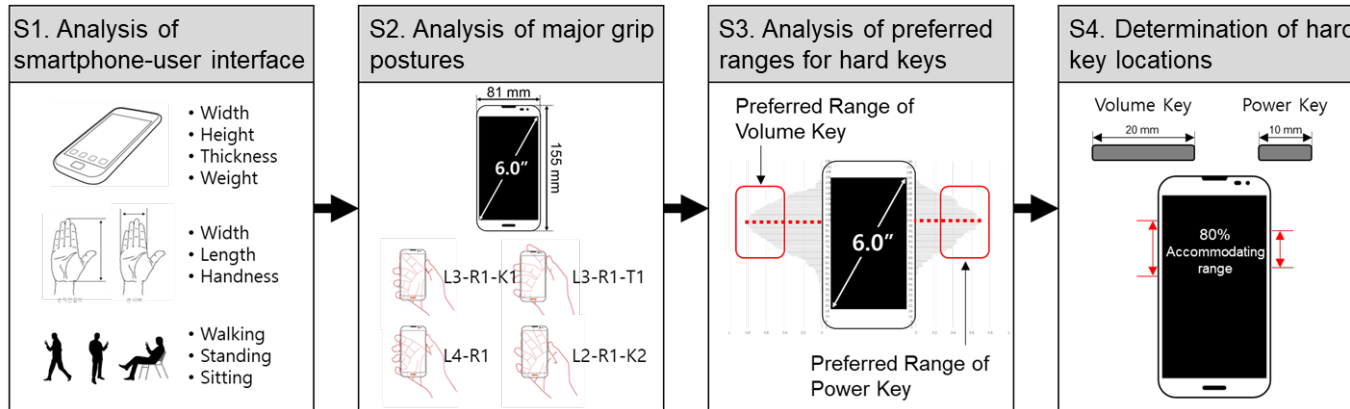 S1. Analysis of
smartphone-user interface
• Width
• Height
• Thickness
• Weight
• Width
• Length
• Handness
• Walking
• Standing
• Sitting
S2. Analysis of major grip
postures
81 mm
155 mm
6.0"
L3-R1-K1
L3-R1-T1
L4-R1
L2-R1-K2
S3. Analysis of preferred
ranges for hard keys
Preferred Range of
Volume Key
6.0"
Preferred Range of
Power Key
S4. Determination of hard
key locations
Volume Key
Power Key
20 mm
10 mm
80%
Accommodating
range